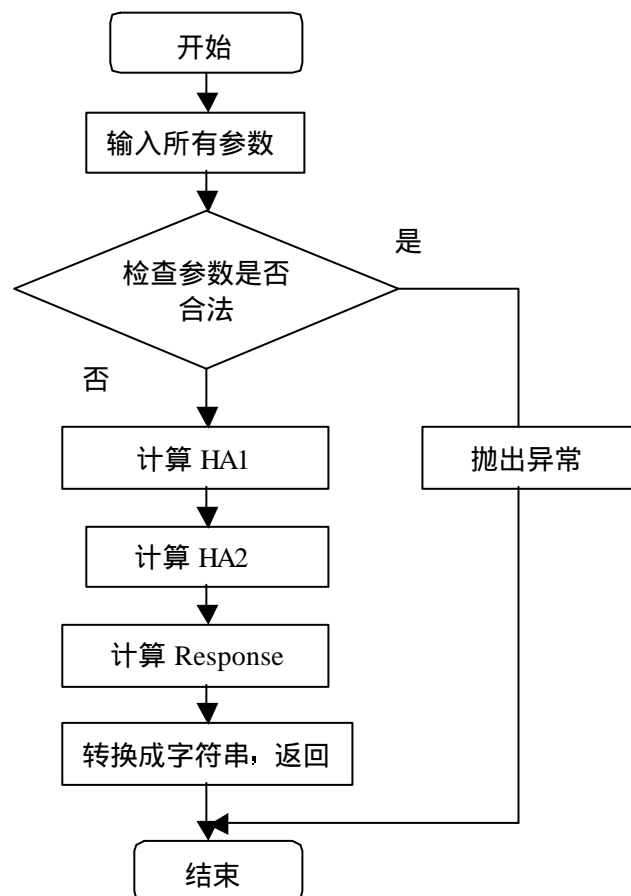 开始
输入所有参数
是
检查参数是否
合法
否
计算 HA1
抛出异常
计算 HA2
计算 Response
转换成字符串，返回
结束